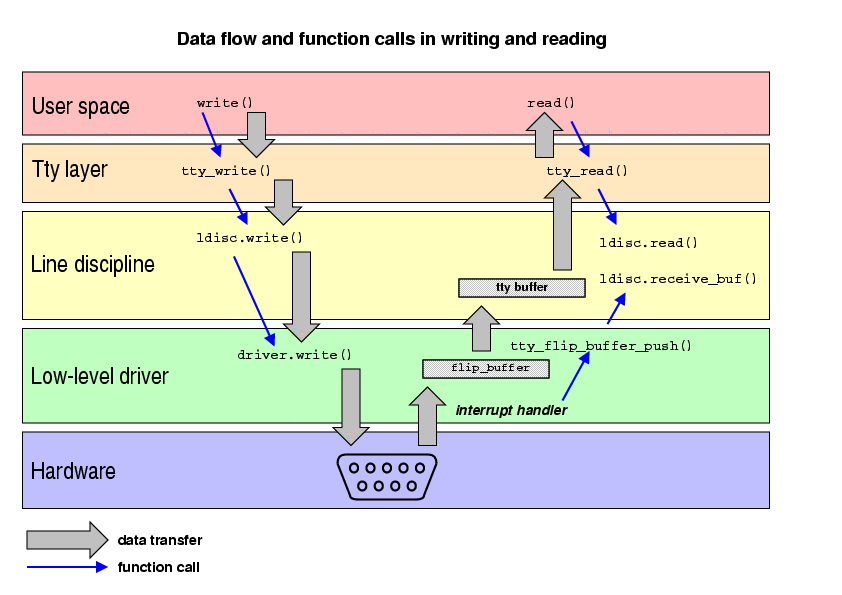 Data flow and function calls in writing and reading
User space
write()
read()
Tty layer
tty_write()
tty_read()
Line discipline
ldisc.write()
ldisc.read()
ldisc.receive_buf()
tty buffer
Low-level driver
driver.write()
tty_flip_buffer_push()
flip_buffer
interrupt handler
Hardware
data transfer
function call